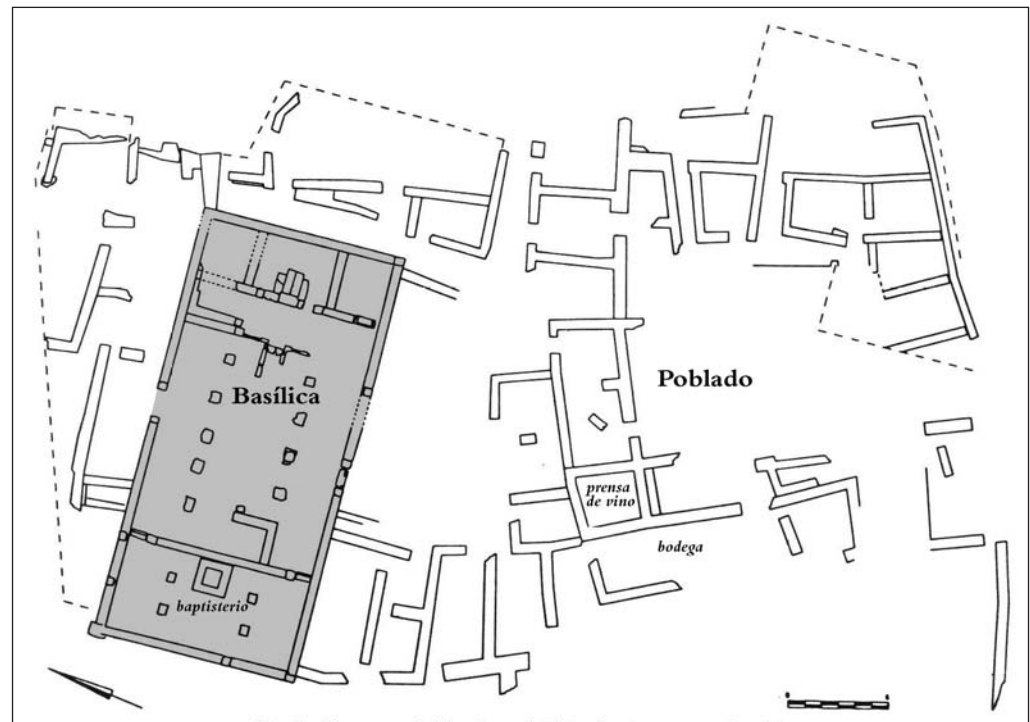 Basílica
Poblado
prensa
de vino
bodega
baptisterio